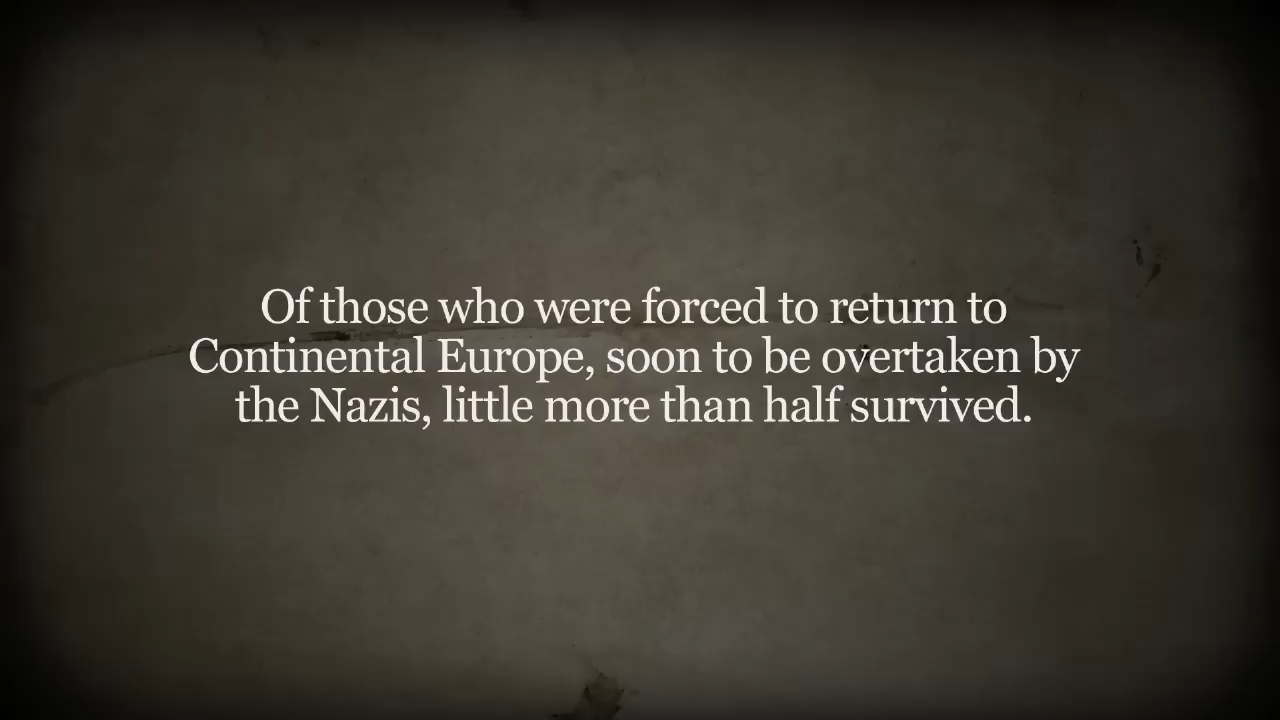 Of those who were forced to return to
Continental Europe, soon to be overtaken by
the Nazis, little more than half survived.